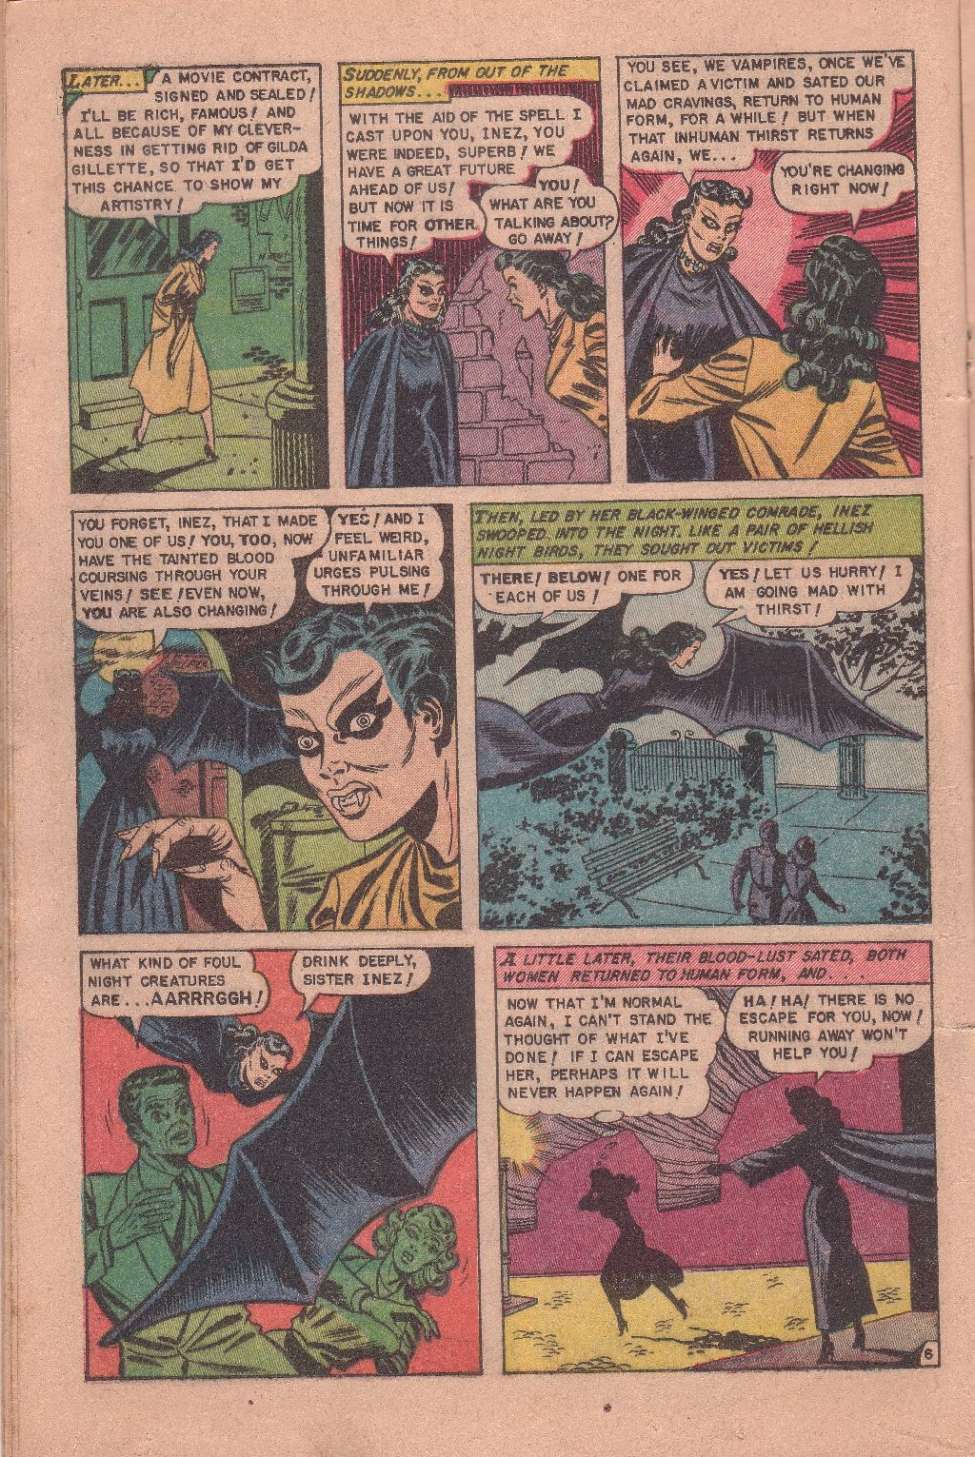 LATER...
A MOVIE CONTRACT,
SIGNED AND SEALED!
I'LL BE RICH, FAMOUS! AND
ALL BECAUSE OF MY CLEVER-
NESS IN GETTING RID OF GILDA
GILLETTE, SO THAT I'D GET
THIS CHANCE TO SHOW MY
ARTISTRY!
SUDDENLY, FROM OUT OF THE
SHADOWS...
WITH THE AID OF THE SPELL I
CAST UPON YOU, INEZ, YOU
WERE INDEED, SUPERB! WE
HAVE A GREAT FUTURE
AHEAD OF US!
BUT NOW IT IS
TIME FOR OTHER
THINGS!
YOU!
WHAT ARE YOU
TALKING ABOUT?
GO AWAY!
YOU SEE, WE VAMPIRES, ONCE WE'VE
CLAIMED A VICTIM AND SATED OUR
MAD CRAVINGS, RETURN TO HUMAN
FORM, FOR A WHILE! BUT WHEN
THAT INHUMAN THIRST RETURNS
AGAIN, WE...
YOU'RE CHANGING
RIGHT NOW!
YOU FORGET, INEZ, THAT I MADE
YOU ONE OF US! YOU, TOO, NOW
HAVE THE TAINTED BLOOD
COURSING THROUGH YOUR
VEINS! SEE! EVEN NOW,
YOU ARE ALSO CHANGING!
YES! AND I
FEEL WEIRD,
UNFAMILIAR
URGES PULSING
THROUGH ME!
THEN, LED BY HER BLACK-WINGED COMRADE, INEZ
SWOOPED INTO THE NIGHT. LIKE A PAIR OF HELLISH
NIGHT BIRDS, THEY SOUGHT OUT VICTIMS!
THERE! BELOW! ONE FOR
EACH OF US!
YES! LET US HURRY! I
AM GOING MAD WITH
THIRST!
WHAT KIND OF FOUL
NIGHT CREATURES
ARE...AARRRGGH!
DRINK DEEPLY,
SISTER INEZ!
A LITTLE LATER, THEIR BLOOD-LUST SATED, BOTH
WOMEN RETURNED TO HUMAN FORM, AND...
NOW THAT I'M NORMAL
AGAIN, I CAN'T STAND THE
THOUGHT OF WHAT I'VE
DONE! IF I CAN ESCAPE
HER, PERHAPS IT WILL
NEVER HAPPEN AGAIN!
HA! HA! THERE IS NO
ESCAPE FOR YOU, NOW!
RUNNING AWAY WON'T
HELP YOU!
6